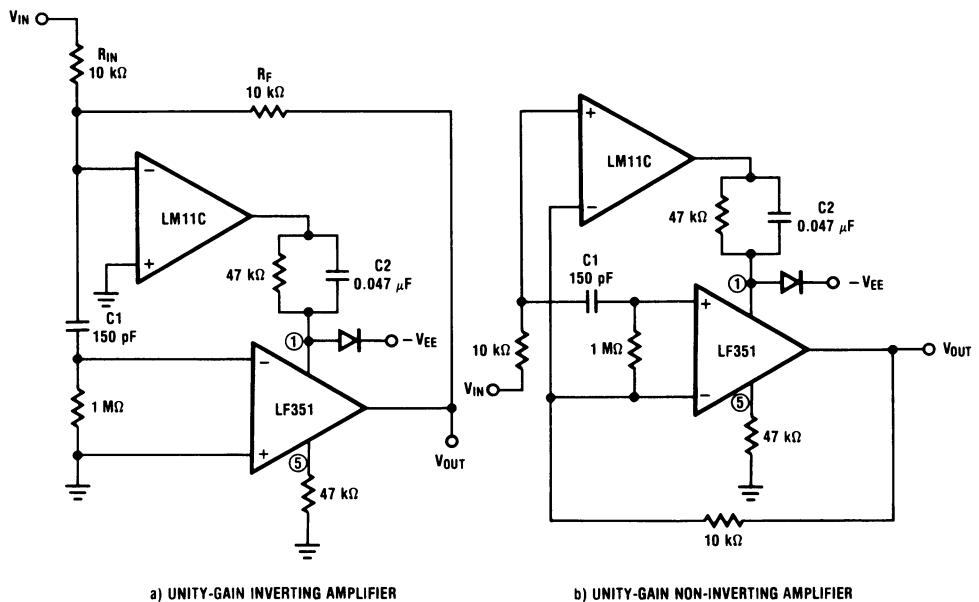 VIN
RIN
10 kΩ
RF
10 kΩ
−
LM11C
+
47 kΩ
C2
0.047 μF
C1
150 pF
1
−VEE
−
LF351
+
1 MΩ
5
47 kΩ
VOUT
a) UNITY-GAIN INVERTING AMPLIFIER
+
LM11C
−
47 kΩ
C2
0.047 μF
C1
150 pF
1
−VEE
+
LF351
−
10 kΩ
1 MΩ
VIN
VOUT
5
47 kΩ
10 kΩ
b) UNITY-GAIN NON-INVERTING AMPLIFIER